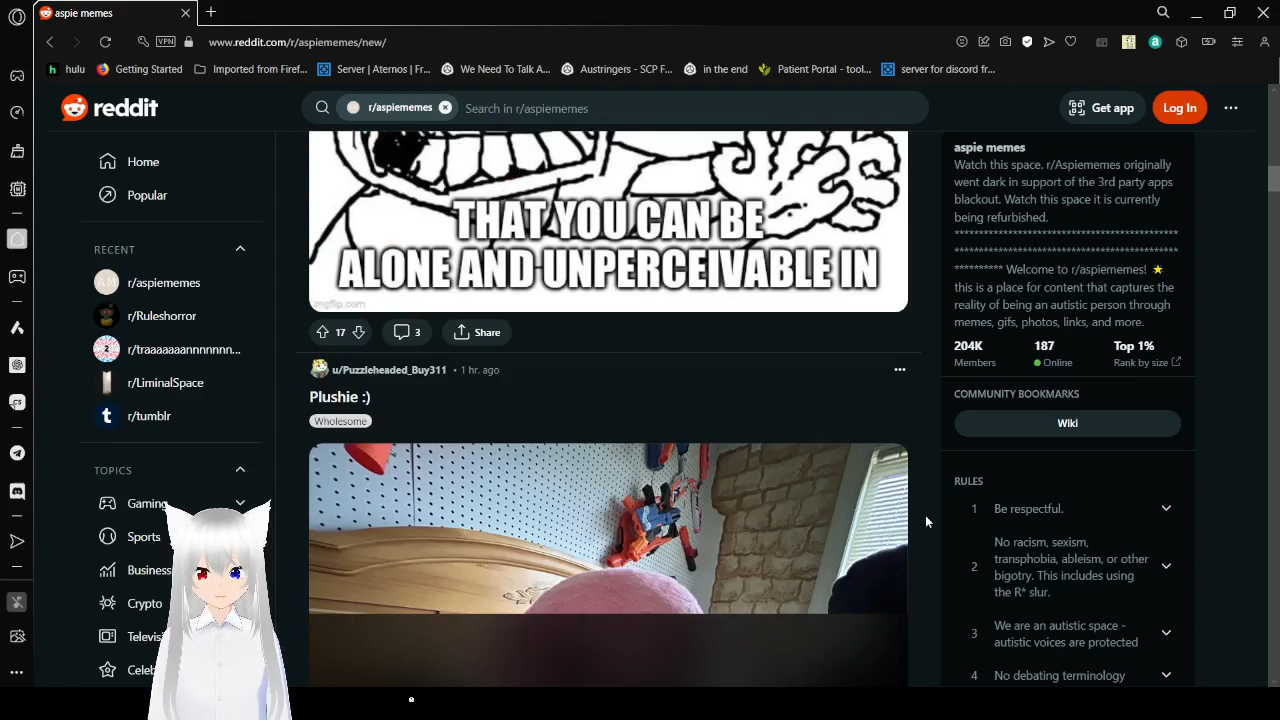 aspie memes
VPN
www.reddit.com/r/aspiememes/new/
hulu
Getting Started
Imported from Firef...
Server | Aternos | Fr...
We Need To Talk A...
Austringers - SCP F...
in the end
Patient Portal - tool...
server for discord fr...
reddit
r/aspiememes
Search in r/aspiememes
Get app
Log In
Home
Popular
RECENT
r/aspiememes
r/Ruleshorror
r/traaaaaaannnnnnn...
r/LiminalSpace
r/tumblr
TOPICS
Gaming
Sports
Business
Crypto
Televisi
Celeb
THAT YOU CAN BE
ALONE AND UNPERCEIVABLE IN
imgflip.com
17
3
Share
u/Puzzleheaded_Buy311 • 1 hr. ago
Plushie :)
Wholesome
aspie memes
Watch this space. r/Aspiememes originally
went dark in support of the 3rd party apps
blackout. Watch this space it is currently
being refurbished.
********************************************
********************************************
********** Welcome to r/aspiememes! ⭐
this is a place for content that captures the
reality of being an autistic person through
memes, gifs, photos, links, and more.
204K
Members
187
Online
Top 1%
Rank by size
COMMUNITY BOOKMARKS
Wiki
RULES
1 Be respectful.
2 No racism, sexism,
transphobia, ableism, or other
bigotry. This includes using
the R* slur.
3 We are an autistic space -
autistic voices are protected
4 No debating terminology